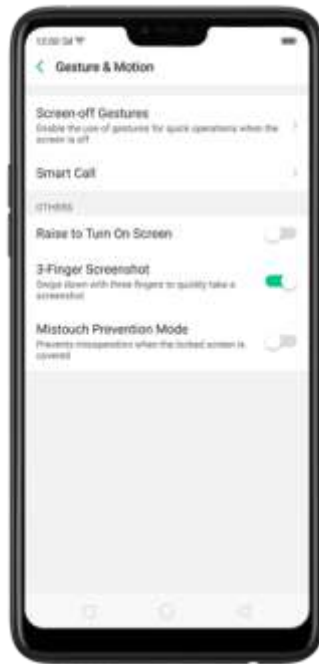 Gesture & Motion
Screen-off Gestures
Enable the use of gestures for quick operations when the
screen is off
Smart Call
OTHERS
Raise to Turn On Screen
3-Finger Screenshot
Swipe down with three fingers to quickly take a
screenshot
Mistouch Prevention Mode
Prevents misoperation when the locked screen is
covered